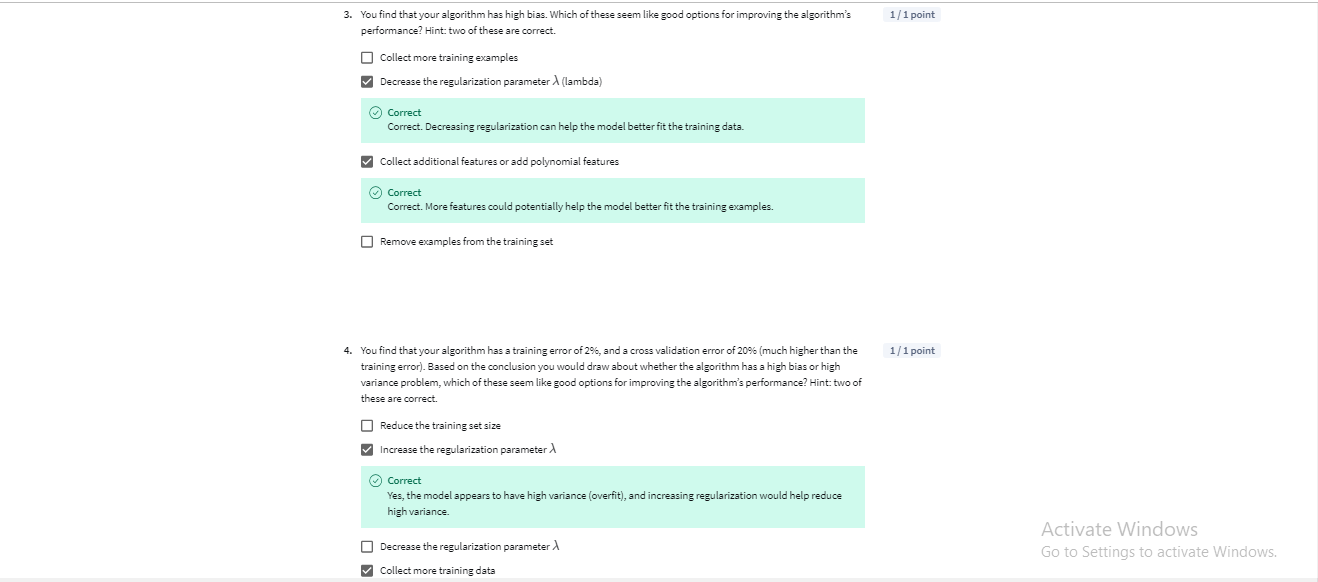 3. You find that your algorithm has high bias. Which of these seem like good options for improving the algorithm's
1 / 1 point
performance? Hint: two of these are correct.
Collect more training examples
Decrease the regularization parameter λ (lambda)
Correct
Correct. Decreasing regularization can help the model better fit the training data.
Collect additional features or add polynomial features
Correct
Correct. More features could potentially help the model better fit the training examples.
Remove examples from the training set
4. You find that your algorithm has a training error of 2%, and a cross validation error of 20% (much higher than the
1 / 1 point
training error). Based on the conclusion you would draw about whether the algorithm has a high bias or high
variance problem, which of these seem like good options for improving the algorithm's performance? Hint: two of
these are correct.
Reduce the training set size
Increase the regularization parameter λ
Correct
Yes, the model appears to have high variance (overfit), and increasing regularization would help reduce
high variance.
Decrease the regularization parameter λ
Collect more training data
Activate Windows
Go to Settings to activate Windows.